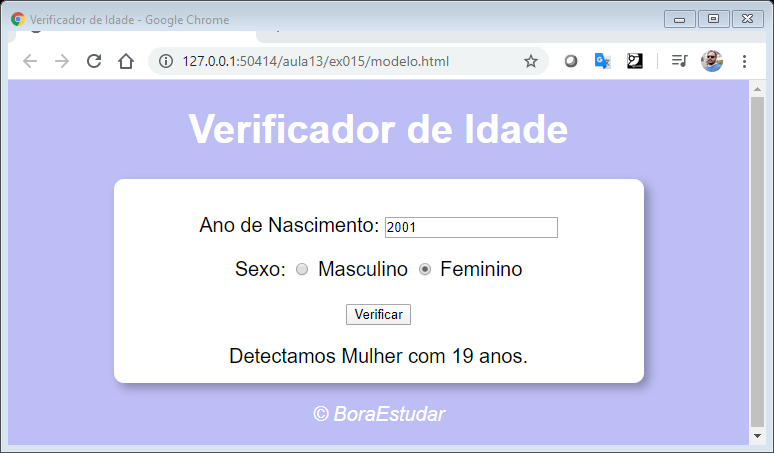 Verificador de Idade - Google Chrome
127.0.0.1:50414/aula13/ex015/modelo.html
Verificador de Idade
Ano de Nascimento: 2001
Sexo: Masculino Feminino
Verificar
Detectamos Mulher com 19 anos.
© BoraEstudar